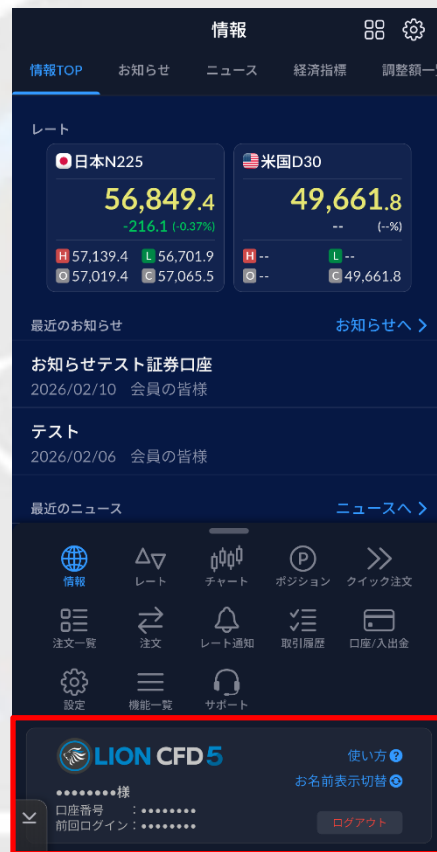 情報
情報TOP お知らせ ニュース 経済指標 調整額一
レート
日本N225 米国D30
56,849.4 49,661.8
-216.1 (-0.37%) -- (--%)
H 57,139.4 L 56,701.9 H -- L --
O 57,019.4 C 57,065.5 O -- C 49,661.8
最近のお知らせ お知らせへ
お知らせテスト証券口座
2026/02/10 会員の皆様
テスト
2026/02/06 会員の皆様
最近のニュース ニュースへ
P
情報 レート チャート ポジション クイック注文
注文一覧 注文 レート通知 取引履歴 口座/入出金
設定 機能一覧 サポート
LION CFD 5 使い方 ?
お名前表示切替
••••••••様
口座番号 :••••••••
前回ログイン:•••••••• ログアウト